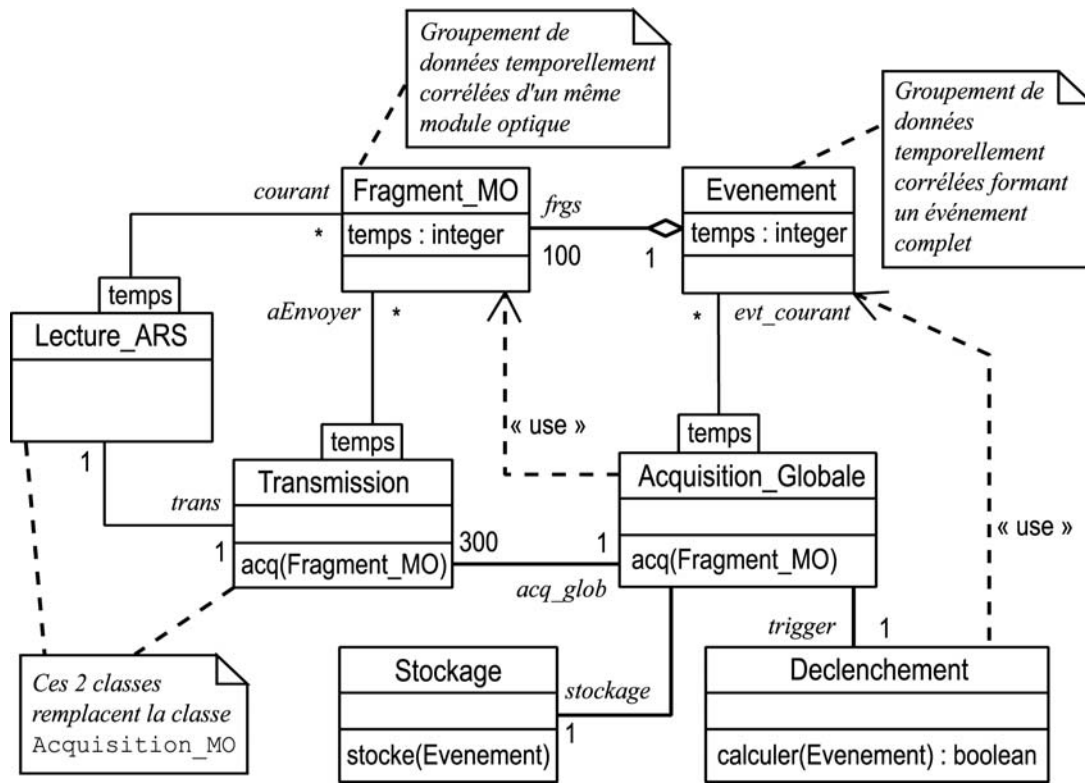 Groupement de
données temporellement
corrélées d'un même
module optique
Groupement de
données
temporellement
corrélées formant
un événement
complet
courant
*
Fragment_MO
temps : integer
frgs
100
1
Evenement
temps : integer
temps
Lecture_ARS
aEnvoyer
*
*
evt_courant
« use »
« use »
temps
Transmission
acq(Fragment_MO)
temps
Acquisition_Globale
acq(Fragment_MO)
1
trans
1
300
1
acq_glob
trigger
1
Ces 2 classes
remplacent la classe
Acquisition_MO
Stockage
stocke(Evenement)
stockage
1
Declenchement
calculer(Evenement) : boolean